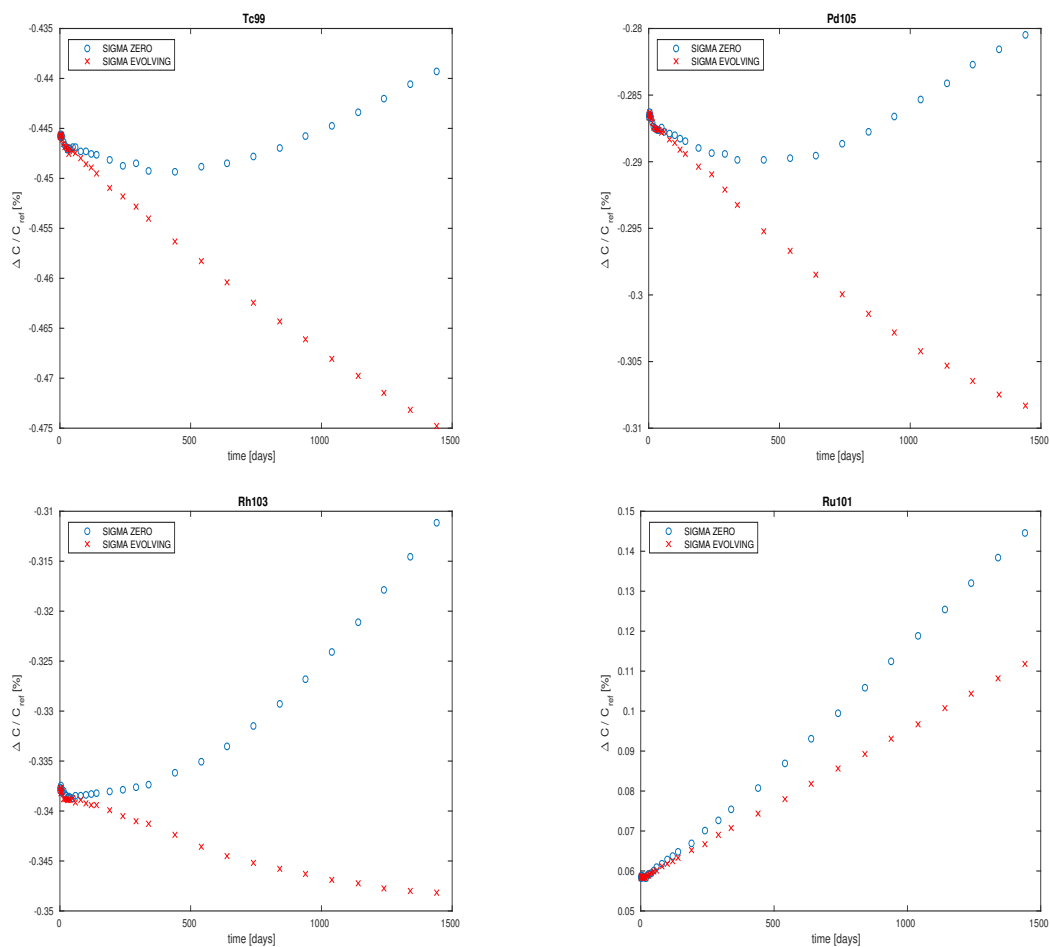 Tc99
-0.435
-0.44
-0.445
-0.45
-0.455
-0.46
-0.465
-0.47
-0.475
Δ C / C ref [%]
SIGMA ZERO
SIGMA EVOLVING
0 500 1000 1500
time [days]
Pd105
-0.28
-0.285
-0.29
-0.295
-0.3
-0.305
-0.31
Δ C / C ref [%]
SIGMA ZERO
SIGMA EVOLVING
0 500 1000 1500
time [days]
Rh103
-0.31
-0.315
-0.32
-0.325
-0.33
-0.335
-0.34
-0.345
-0.35
Δ C / C ref [%]
SIGMA ZERO
SIGMA EVOLVING
0 500 1000 1500
time [days]
Ru101
0.15
0.14
0.13
0.12
0.11
0.1
0.09
0.08
0.07
0.06
0.05
Δ C / C ref [%]
SIGMA ZERO
SIGMA EVOLVING
0 500 1000 1500
time [days]